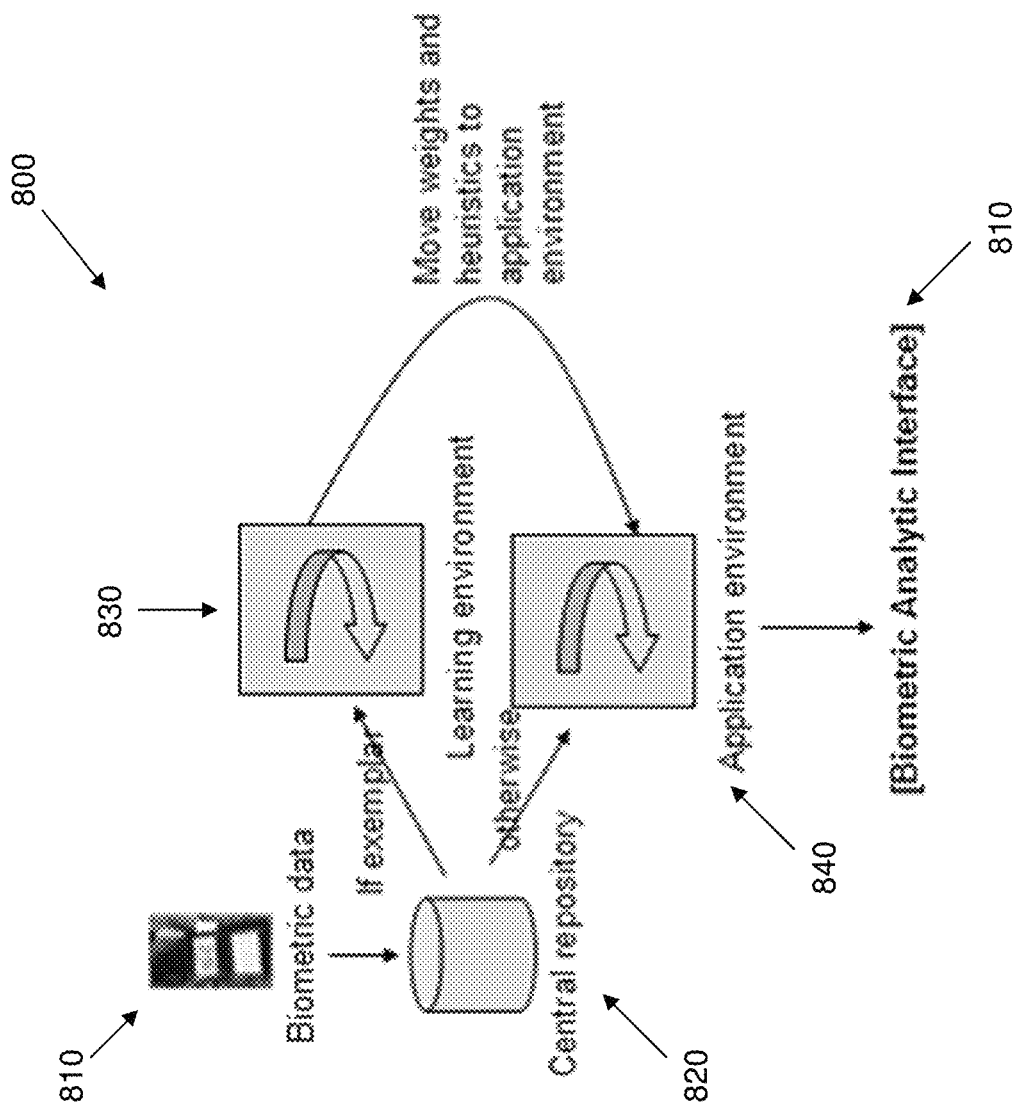 800
810
Biometric data
820
Central repository
If exemplar
otherwise
830
Learning environment
840
Application environment
Move weights and
heuristics to
application
environment
[Biometric Analytic Interface]
810